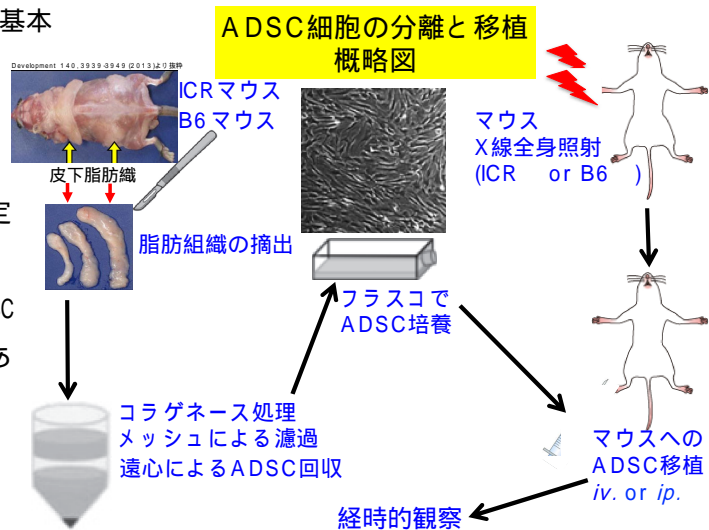 基本
ADSC細胞の分離と移植
概略図
Development 140,3939-3949 (2013)より抜粋
ICRマウス
B6 マウス
皮下脂肪織
定
脂肪組織の摘出
マウス
X線全身照射
(ICR or B6 )
フラスコで
ADSC培養
C
あ
コラゲネース処理
メッシュによる濾過
遠心によるADSC回収
マウスへの
ADSC移植
iv. or ip.
経時的観察